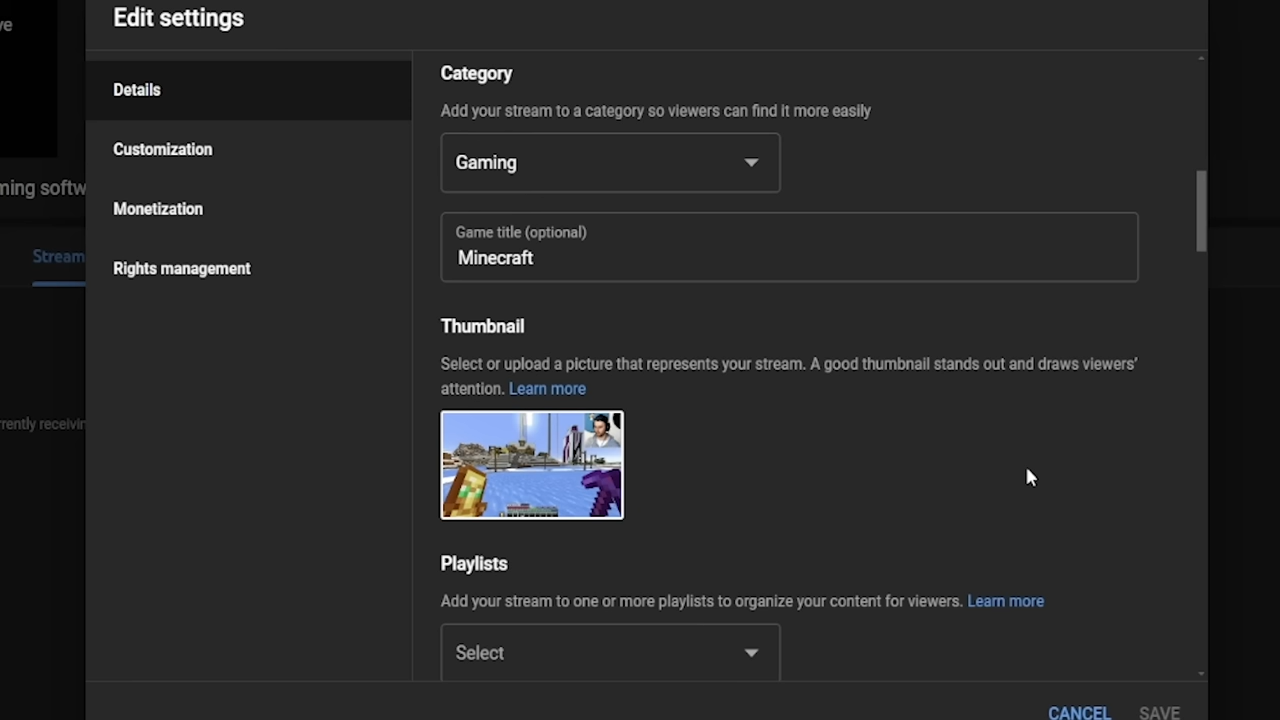 Edit settings
Details
Customization
Monetization
Rights management
Category
Add your stream to a category so viewers can find it more easily
Gaming
Game title (optional)
Minecraft
Thumbnail
Select or upload a picture that represents your stream. A good thumbnail stands out and draws viewers'
attention. Learn more
Playlists
Add your stream to one or more playlists to organize your content for viewers. Learn more
Select
CANCEL SAVE
Stream